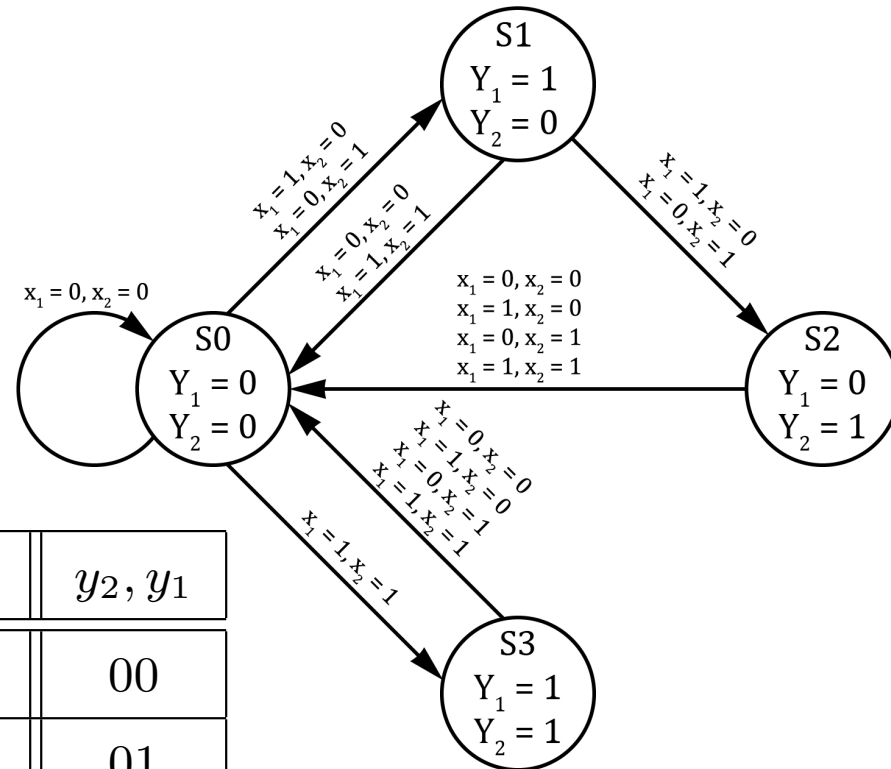 S1
Y₁ = 1
Y₂ = 0
x₁ = 1, x₂ = 0
x₁ = 0, x₂ = 1
x₁ = 0, x₂ = 0
x₁ = 1, x₂ = 1
x₁ = 1, x₂ = 0
x₁ = 0, x₂ = 1
x₁ = 0, x₂ = 0
S0
Y₁ = 0
Y₂ = 0
x₁ = 0, x₂ = 0
x₁ = 1, x₂ = 0
x₁ = 0, x₂ = 1
x₁ = 1, x₂ = 1
S2
Y₁ = 0
Y₂ = 1
x₁ = 0, x₂ = 0
x₁ = 1, x₂ = 0
x₁ = 0, x₂ = 1
x₁ = 1, x₂ = 1
x₁ = 1, x₂ = 1
S3
Y₁ = 1
Y₂ = 1
y₂, y₁
00
01